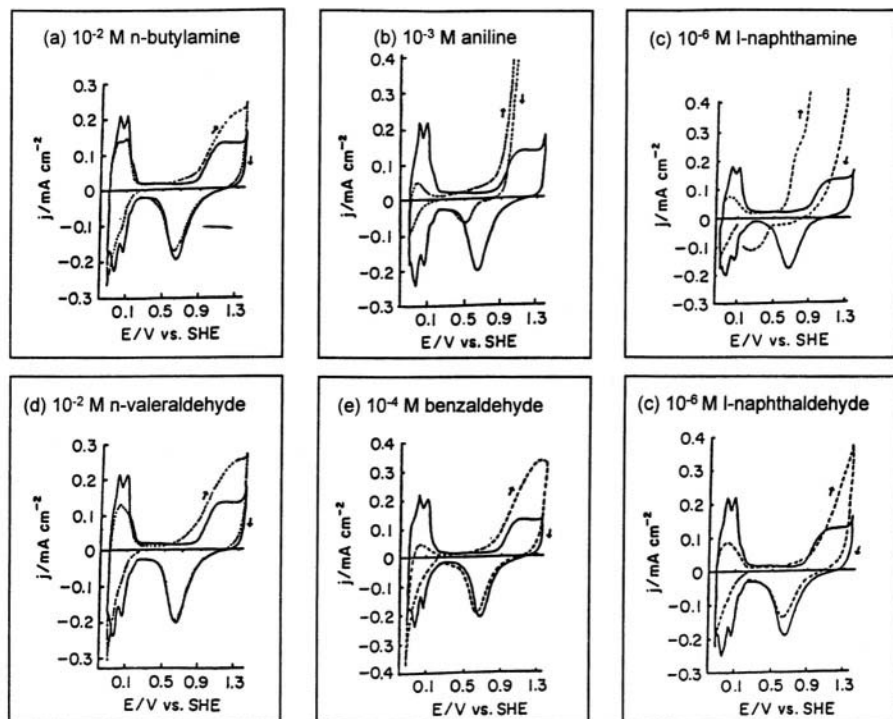 (a) 10⁻² M n-butylamine
j/mA cm⁻²
0.3
0.2
0.1
0
−0.1
−0.2
−0.3
0.1 0.5 0.9 1.3
E/V vs. SHE
(b) 10⁻³ M aniline
j/mA cm⁻²
0.3
0.2
0.1
0
−0.1
−0.2
−0.3
0.1 0.5 0.9 1.3
E/V vs. SHE
(c) 10⁻⁶ M l-naphthamine
j/mA cm⁻²
0.3
0.2
0.1
0
−0.1
−0.2
−0.3
0.1 0.5 0.9 1.3
E/V vs. SHE
(d) 10⁻² M n-valeraldehyde
j/mA cm⁻²
0.3
0.2
0.1
0
−0.1
−0.2
−0.3
0.1 0.5 0.9 1.3
E/V vs. SHE
(e) 10⁻⁴ M benzaldehyde
j/mA cm⁻²
0.3
0.2
0.1
0
−0.1
−0.2
−0.3
−0.4
0.1 0.5 0.9 1.3
E/V vs. SHE
(c) 10⁻⁶ M l-naphthaldehyde
j/mA cm⁻²
0.3
0.2
0.1
0
−0.1
−0.2
−0.3
0.1 0.5 0.9 1.3
E/V vs. SHE